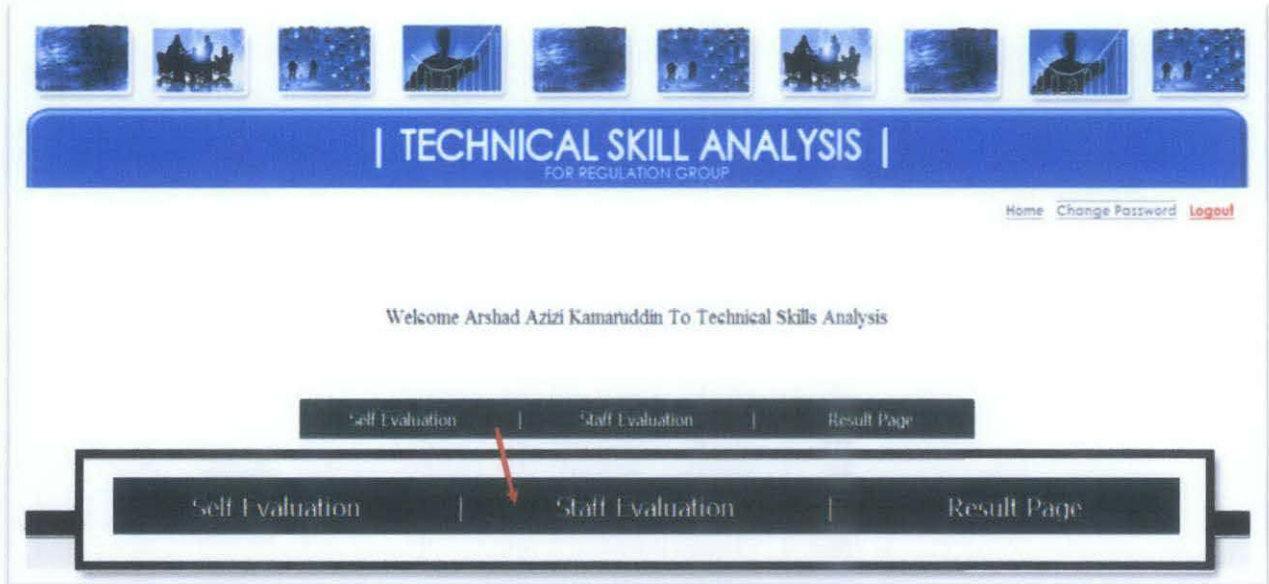 | TECHNICAL SKILL ANALYSIS |
FOR REGULATION GROUP
Home Change Password Logout
Welcome Arshad Azizi Kamaruddin To Technical Skills Analysis
Self Evaluation | Staff Evaluation | Result Page
Self Evaluation | Staff Evaluation | Result Page